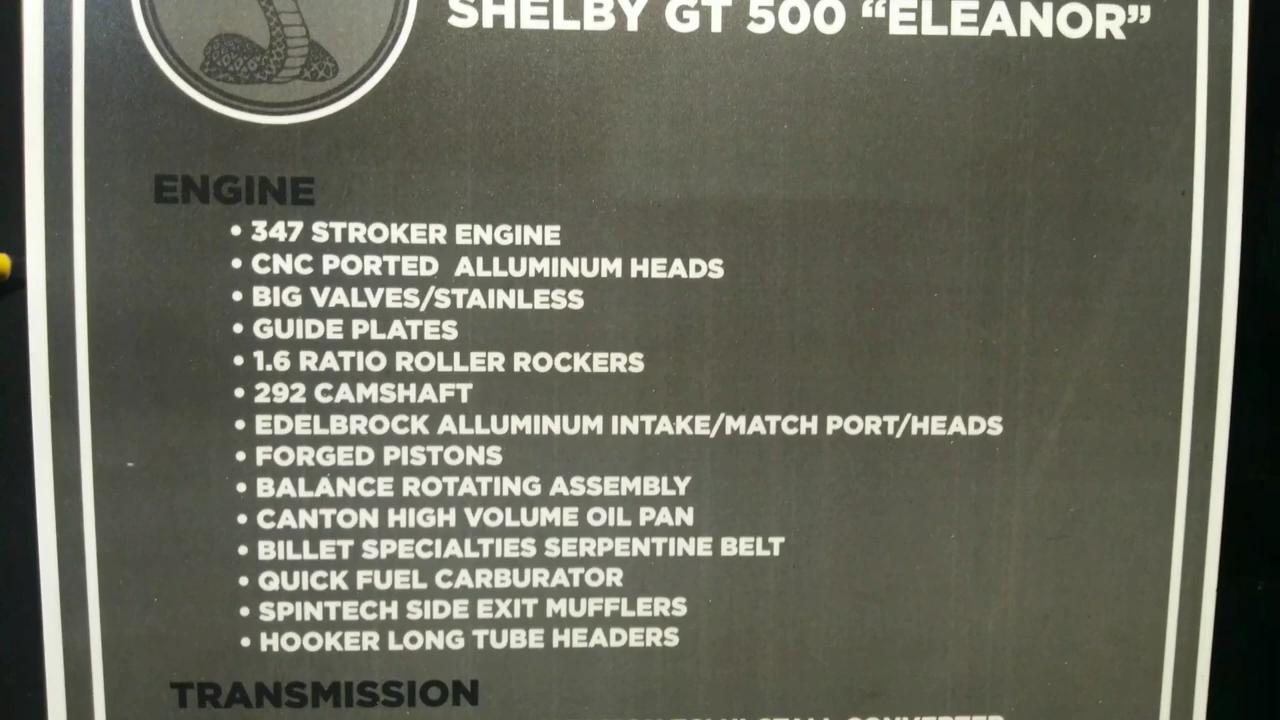 SHELBY GT 500 “ELEANOR”
ENGINE
• 347 STROKER ENGINE
• CNC PORTED ALLUMINUM HEADS
• BIG VALVES/STAINLESS
• GUIDE PLATES
• 1.6 RATIO ROLLER ROCKERS
• 292 CAMSHAFT
• EDELBROCK ALLUMINUM INTAKE/MATCH PORT/HEADS
• FORGED PISTONS
• BALANCE ROTATING ASSEMBLY
• CANTON HIGH VOLUME OIL PAN
• BILLET SPECIALTIES SERPENTINE BELT
• QUICK FUEL CARBURATOR
• SPINTECH SIDE EXIT MUFFLERS
• HOOKER LONG TUBE HEADERS
TRANSMISSION
CONVERTER